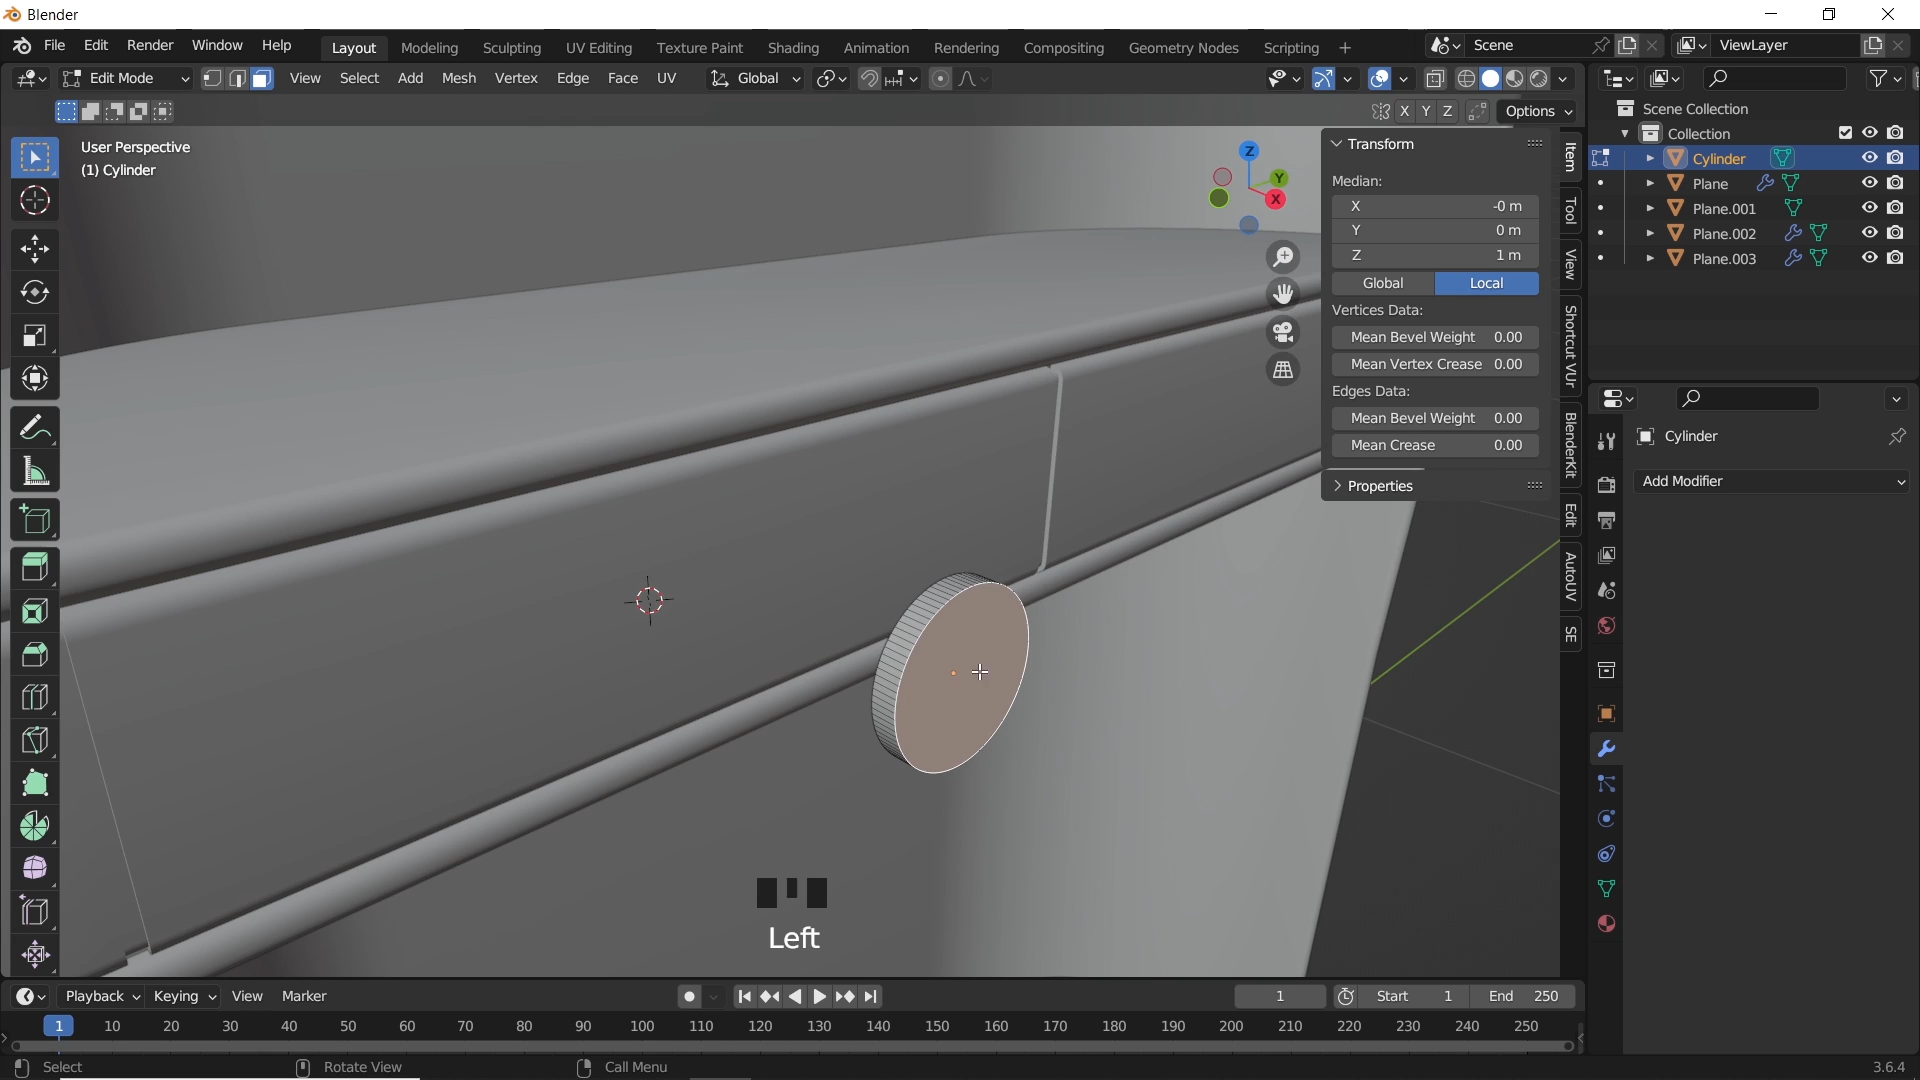 Blender
File Edit Render Window Help Layout Modeling Sculpting UV Editing Texture Paint Shading Animation Rendering Compositing Geometry Nodes Scripting + Scene ViewLayer
Edit Mode View Select Add Mesh Vertex Edge Face UV Global
X Y Z Options
User Perspective
(1) Cylinder
Z
Y
X
Transform
Median:
X -0 m
Y 0 m
Z 1 m
Global Local
Vertices Data:
Mean Bevel Weight 0.00
Mean Vertex Crease 0.00
Edges Data:
Mean Bevel Weight 0.00
Mean Crease 0.00
Properties
Item
Tool
View
Shortcut VUr
BlenderKit
Edit
AutoUV
SE
Scene Collection
Collection
Cylinder
Plane
Plane.001
Plane.002
Plane.003
Cylinder
Add Modifier
Left
Playback Keying View Marker 1 Start 1 End 250
1 10 20 30 40 50 60 70 80 90 100 110 120 130 140 150 160 170 180 190 200 210 220 230 240 250
Select Rotate View Call Menu 3.6.4